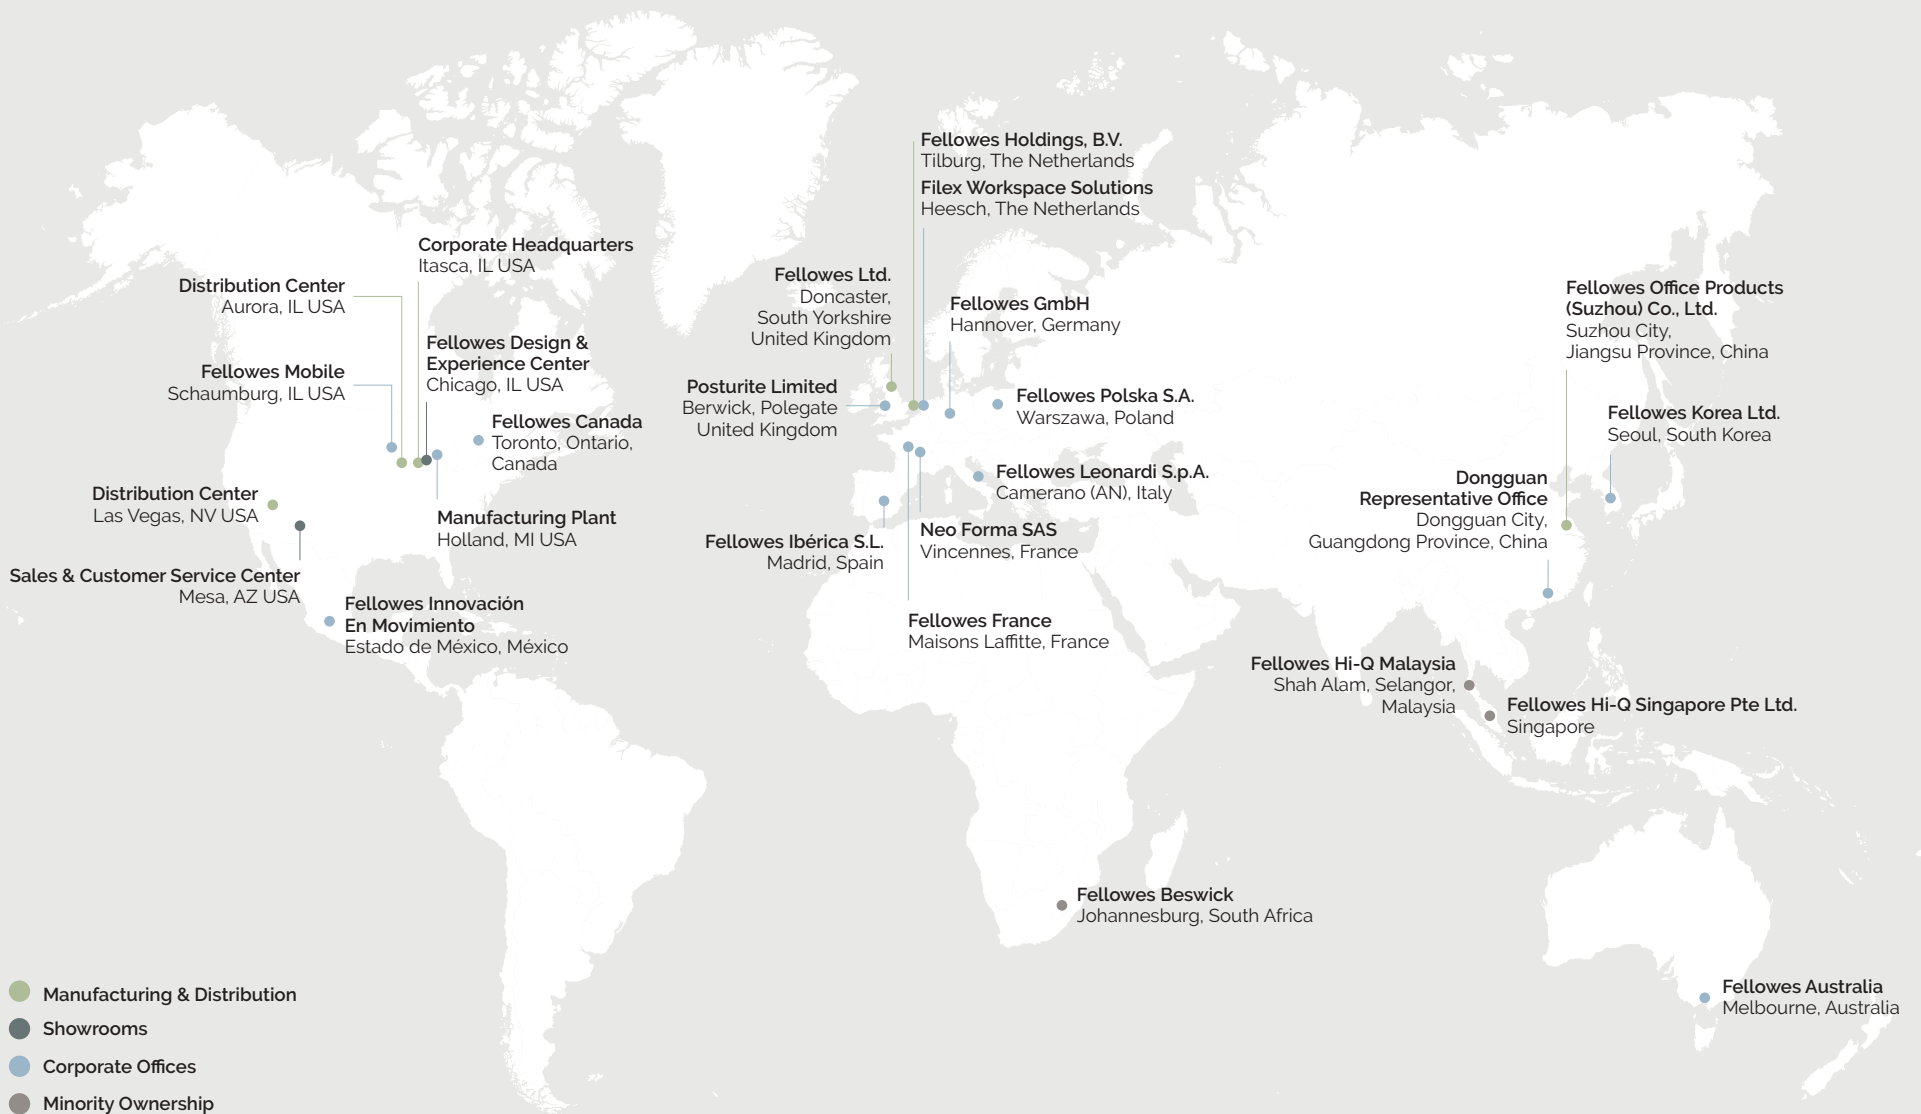 Corporate Headquarters
Itasca, IL USA
Distribution Center
Aurora, IL USA
Fellowes Design &
Experience Center
Chicago, IL USA
Fellowes Mobile
Schaumburg, IL USA
Fellowes Canada
Toronto, Ontario,
Canada
Distribution Center
Las Vegas, NV USA
Manufacturing Plant
Holland, MI USA
Sales & Customer Service Center
Mesa, AZ USA
Fellowes Innovación
En Movimiento
Estado de México, México
Fellowes Holdings, B.V.
Tilburg, The Netherlands
Filex Workspace Solutions
Heesch, The Netherlands
Fellowes Ltd.
Doncaster,
South Yorkshire
United Kingdom
Fellowes GmbH
Hannover, Germany
Posturite Limited
Berwick, Polegate
United Kingdom
Fellowes Polska S.A.
Warszawa, Poland
Fellowes Leonardi S.p.A.
Camerano (AN), Italy
Neo Forma SAS
Vincennes, France
Fellowes Ibérica S.L.
Madrid, Spain
Fellowes France
Maisons Laffitte, France
Fellowes Office Products
(Suzhou) Co., Ltd.
Suzhou City,
Jiangsu Province, China
Fellowes Korea Ltd.
Seoul, South Korea
Dongguan
Representative Office
Dongguan City,
Guangdong Province, China
Fellowes Hi-Q Malaysia
Shah Alam, Selangor,
Malaysia
Fellowes Hi-Q Singapore Pte Ltd.
Singapore
Fellowes Beswick
Johannesburg, South Africa
Fellowes Australia
Melbourne, Australia
Manufacturing & Distribution
Showrooms
Corporate Offices
Minority Ownership